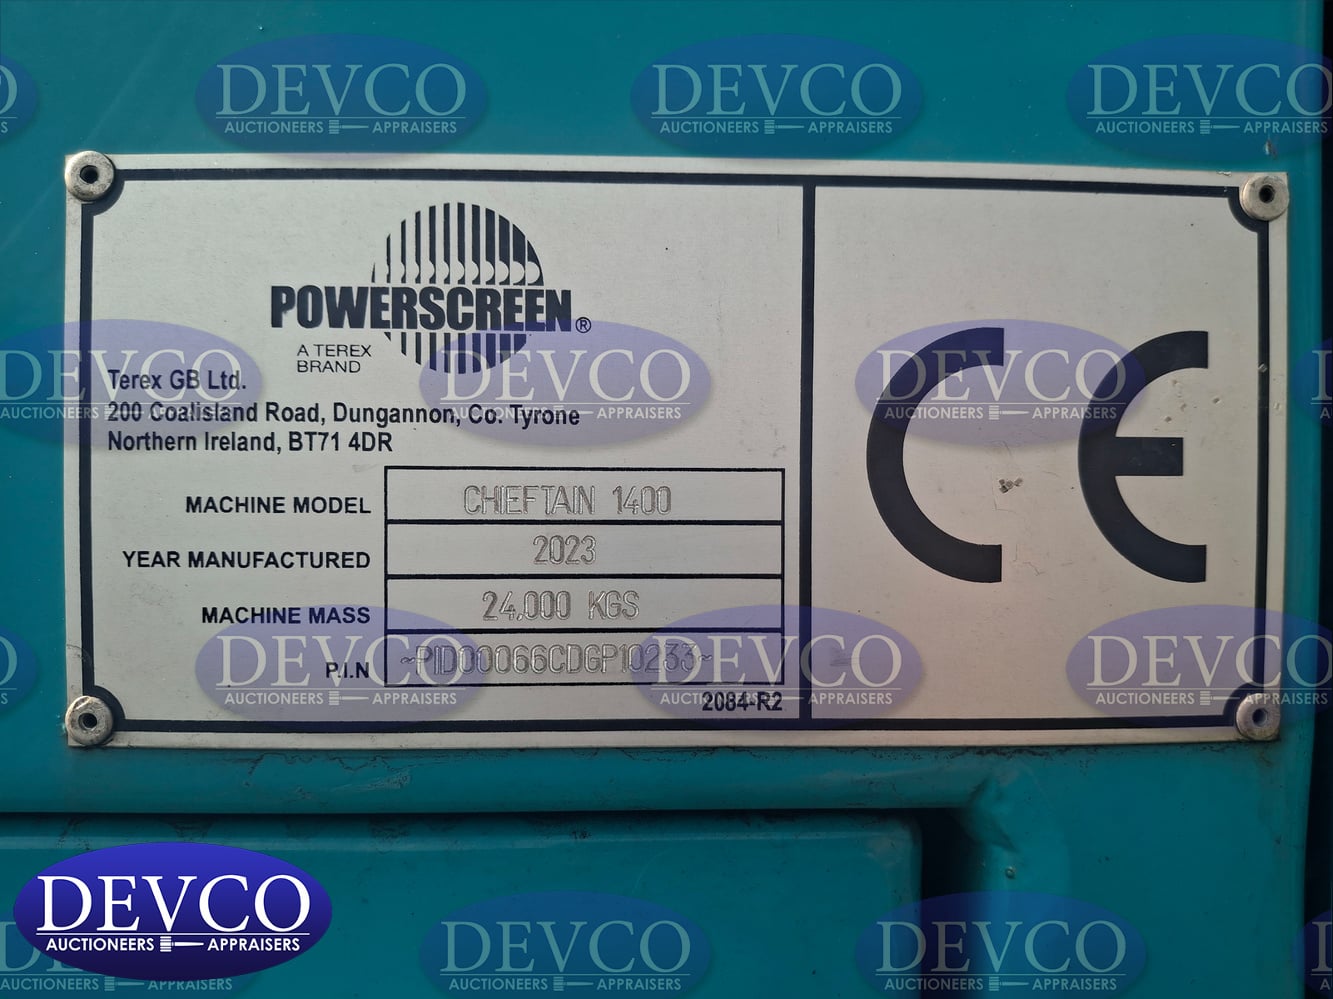 POWERSCREEN®
A TEREX
BRAND
Terex GB Ltd.
200 Coalisland Road, Dungannon, Co. Tyrone
Northern Ireland, BT71 4DR
MACHINE MODEL CHIEFTAIN 1400
YEAR MANUFACTURED 2023
MACHINE MASS 24,000 KGS
P.I.N ~PID00066CDGP10233~
2084-R2
CE
DEVCO
AUCTIONEERS APPRAISERS